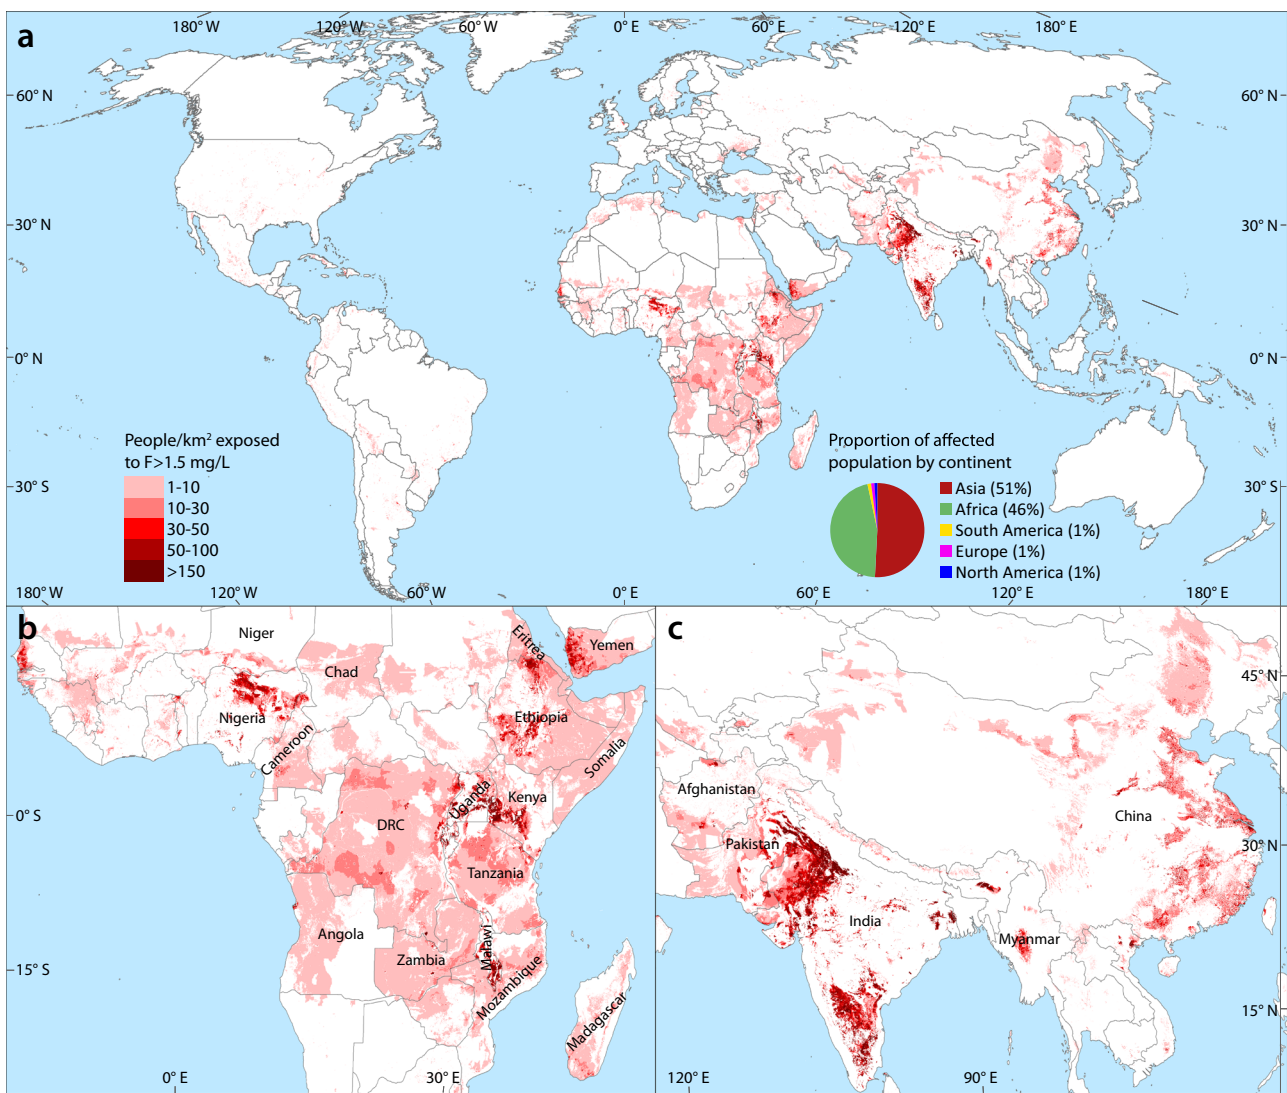 a
180° W
120° W
60° W
0° E
60° E
120° E
180° E
60° N
60° N
30° N
30° N
0° N
0° N
30° S
30° S
People/km² exposed
to F>1.5 mg/L
1-10
10-30
30-50
50-100
>150
Proportion of affected
population by continent
Asia (51%)
Africa (46%)
South America (1%)
Europe (1%)
North America (1%)
180° W
120° W
60° W
0° E
60° E
120° E
180° E
b
Niger
Chad
Eritrea
Yemen
Nigeria
Ethiopia
Cameroon
Somalia
Uganda
Kenya
DRC
Tanzania
Angola
Malawi
Zambia
Mozambique
Madagascar
0° S
15° S
0° E
30° E
c
45° N
Afghanistan
China
Pakistan
30° N
India
Myanmar
15° N
120° E
90° E